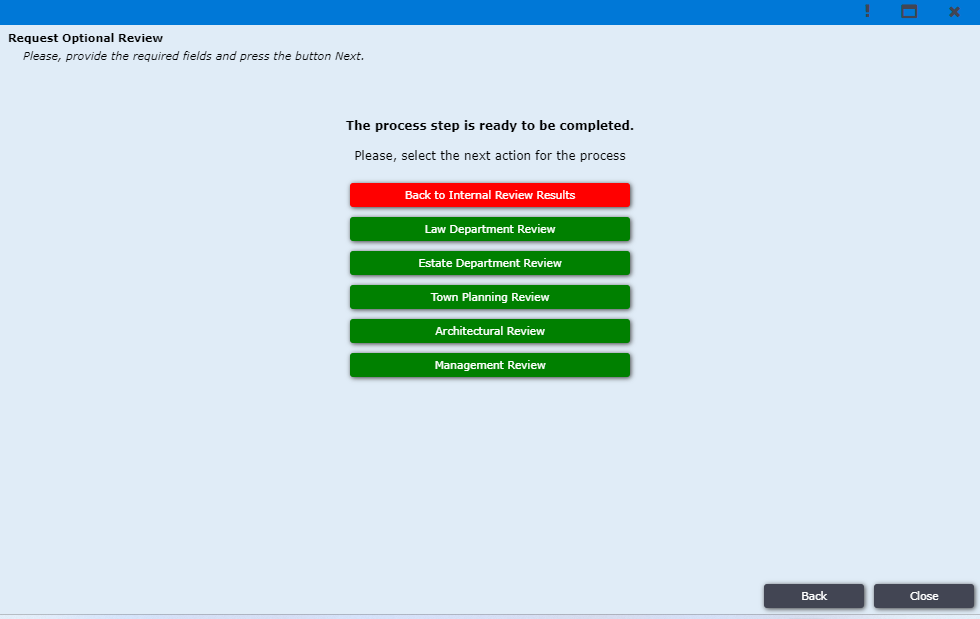 Request Optional Review
Please, provide the required fields and press the button Next.
The process step is ready to be completed.
Please, select the next action for the process
Back to Internal Review Results
Law Department Review
Estate Department Review
Town Planning Review
Architectural Review
Management Review
Back
Close